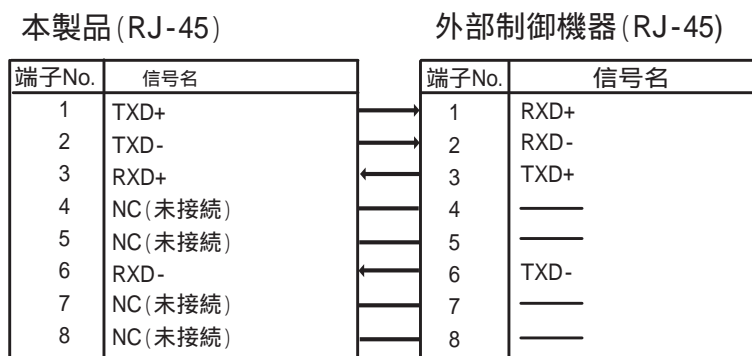 本製品(RJ-45) 外部制御機器(RJ-45)
端子No. 信号名 端子No. 信号名
1 TXD+ 1 RXD+
2 TXD- 2 RXD-
3 RXD+ 3 TXD+
4 NC(未接続) 4
5 NC(未接続) 5
6 RXD- 6 TXD-
7 NC(未接続) 7
8 NC(未接続) 8